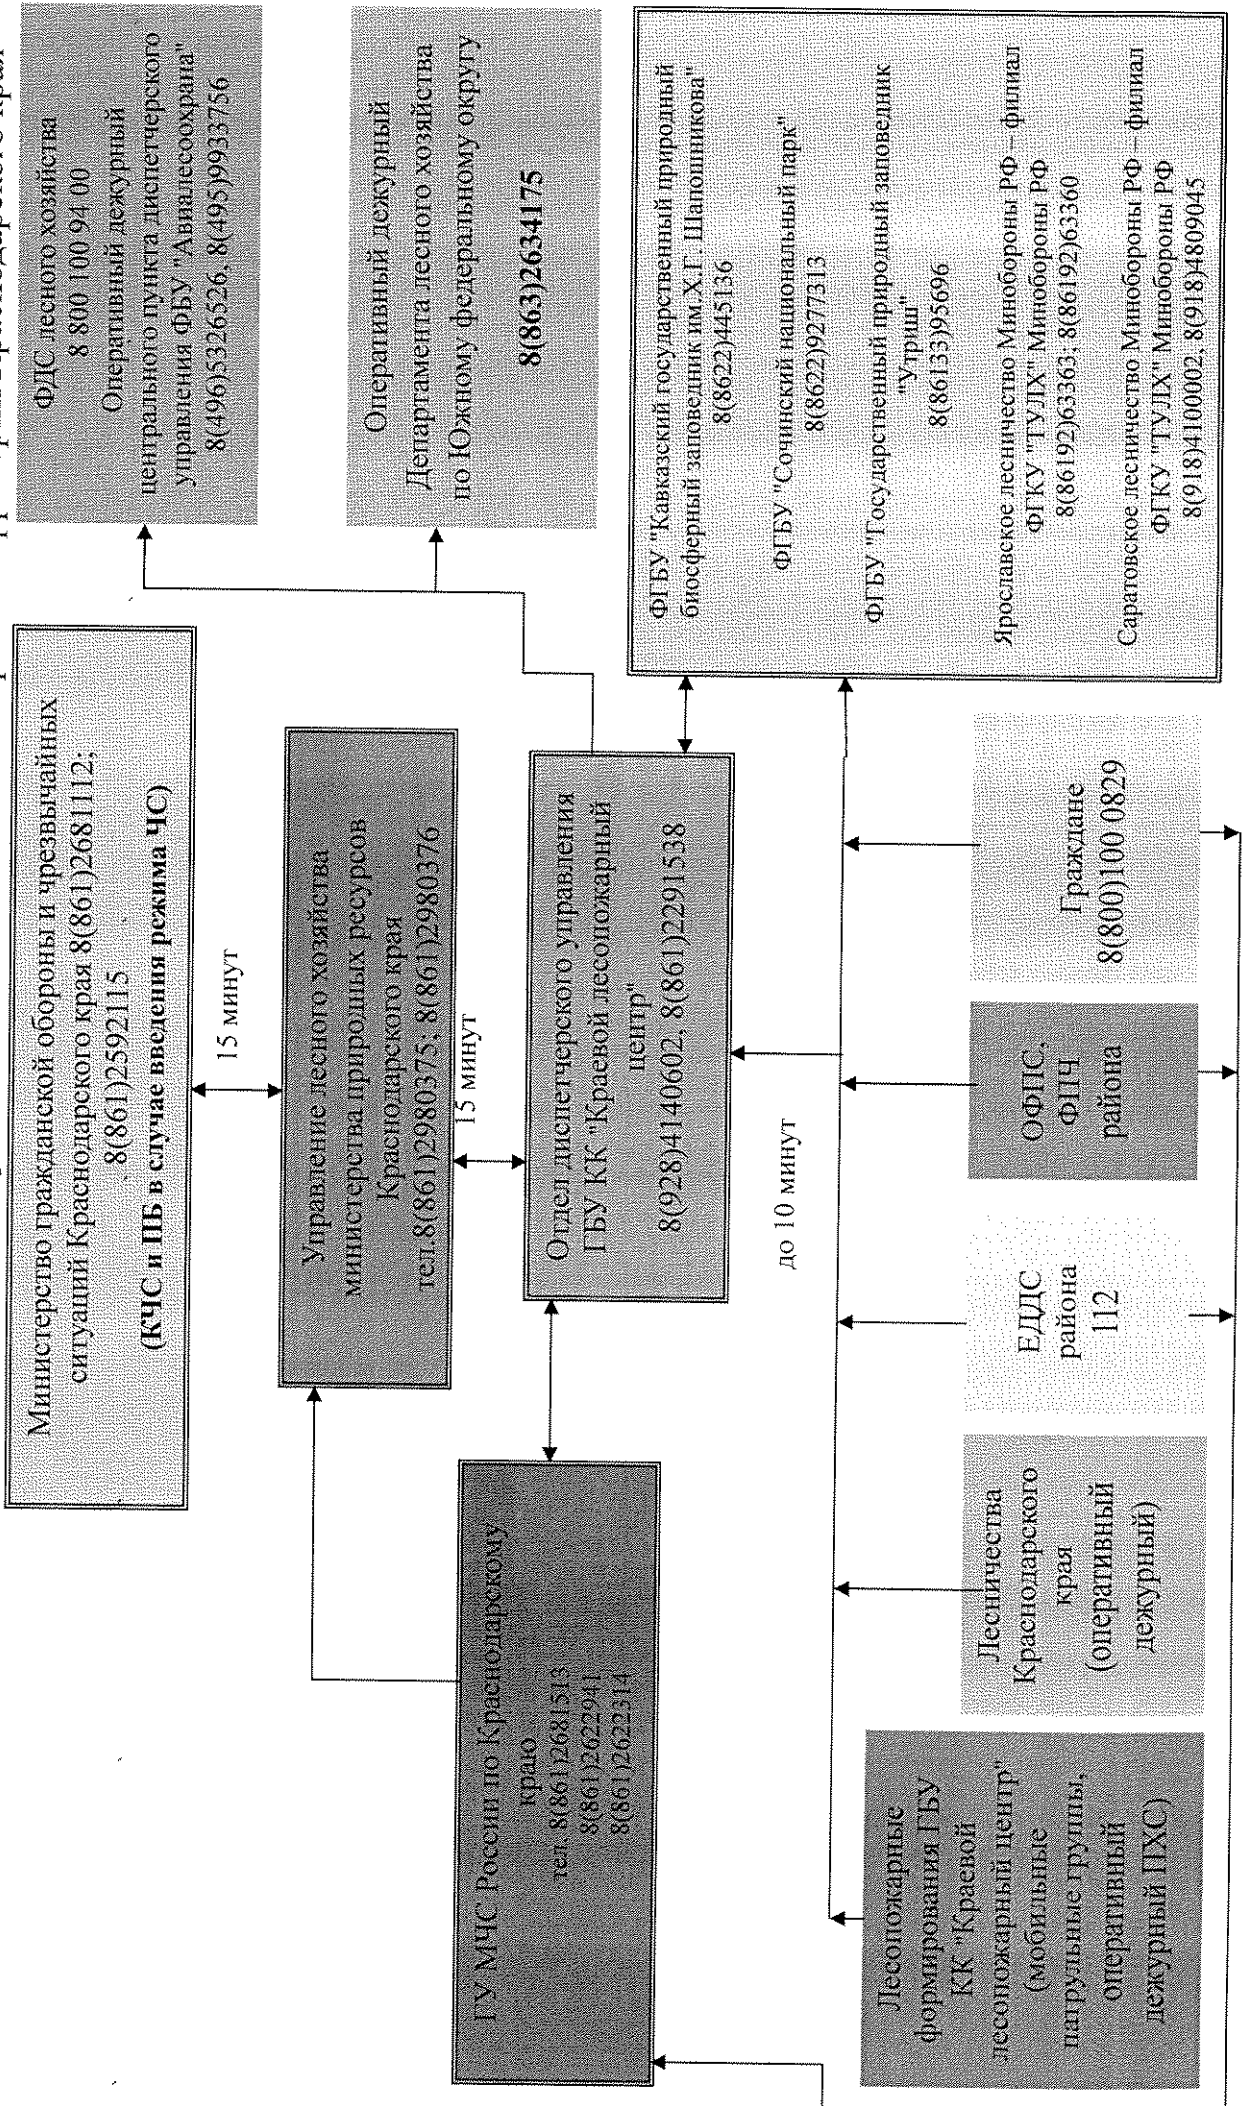 Министерство гражданской обороны и чрезвычайных
ситуаций Краснодарского края 8(861)2681112;
8(861)2592115
(КЧС и ПБ в случае введения режима ЧС)
ФДС лесного хозяйства
8 800 100 94 00
Оперативный дежурный
центрального пункта диспетчерского
управления ФБУ "Авиалесоохрана"
8(496)5326526, 8(495)9933756
15 минут
Управление лесного хозяйства
министерства природных ресурсов
Краснодарского края
тел.8(861)2980375, 8(861)2980376
Оперативный дежурный
Департамента лесного хозяйства
по Южному федеральному округу
8(863)2634175
15 минут
ГУ МЧС России по Краснодарскому
краю
тел. 8(861)2681513
8(861)2622941
8(861)2622314
Отдел диспетчерского управления
ГБУ КК "Краевой лесопожарный
центр"
8(928)4140602, 8(861)2291538
ФГБУ "Кавказский государственный природный
биосферный заповедник им.Х.Г. Шапошникова"
8(8622)445136
ФГБУ "Сочинский национальный парк"
8(8622)9277313
ФГБУ "Государственный природный заповедник
"Утриш"
8(86133)95696
Ярославское лесничество Минобороны РФ – филиал
ФГКУ "ТУЛХ" Минобороны РФ
8(86192)63363, 8(86192)63360
Саратовское лесничество Минобороны РФ – филиал
ФГКУ "ТУЛХ" Минобороны РФ
8(918)4100002, 8(918)4809045
до 10 минут
Лесопожарные
формирования ГБУ
КК "Краевой
лесопожарный центр"
(мобильные
патрульные группы,
оперативный
дежурный ПХС)
Лесничества
Краснодарского
края
(оперативный
дежурный)
ЕДДС
района
112
ОФПС,
ФПЧ
района
Граждане
8(800)100 0829